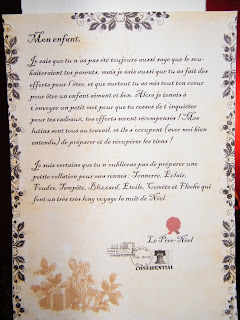 Mon enfant,
Je sais que tu n'as pas été toujours aussi sage que le sou-
haiteraient tes parents, mais je sais aussi que tu as fait des
efforts pour l'être, et que surtout tu as mis tout ton cœur
pour être un enfant aimant et bon. Alors je tenais à
t'envoyer un petit mot pour que tu cesses de t'inquiéter
pour tes cadeaux, tes efforts seront récompensés ! Mes
lutins sont tous au travail, et ils s'occupent (avec moi bien
entendu) de préparer et de récupérer les tiens !
Je suis certains que tu n'oublieras pas de préparer une
petite collation pour mes rennes : Tonnerre, Eclair,
Foudre, Tempête, Blizzard, Etoile, Comète et Flèche qui
font un très très long voyage le nuit de Noël.
Le Père-Noël
CONFIDENTIAL